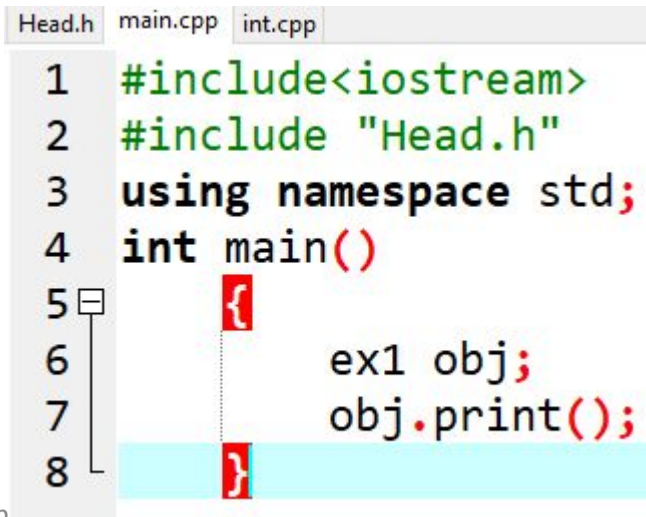 Head.h main.cpp int.cpp
1 #include<iostream>
2 #include "Head.h"
3 using namespace std;
4 int main()
5 {
6 ex1 obj;
7 obj.print();
8 }